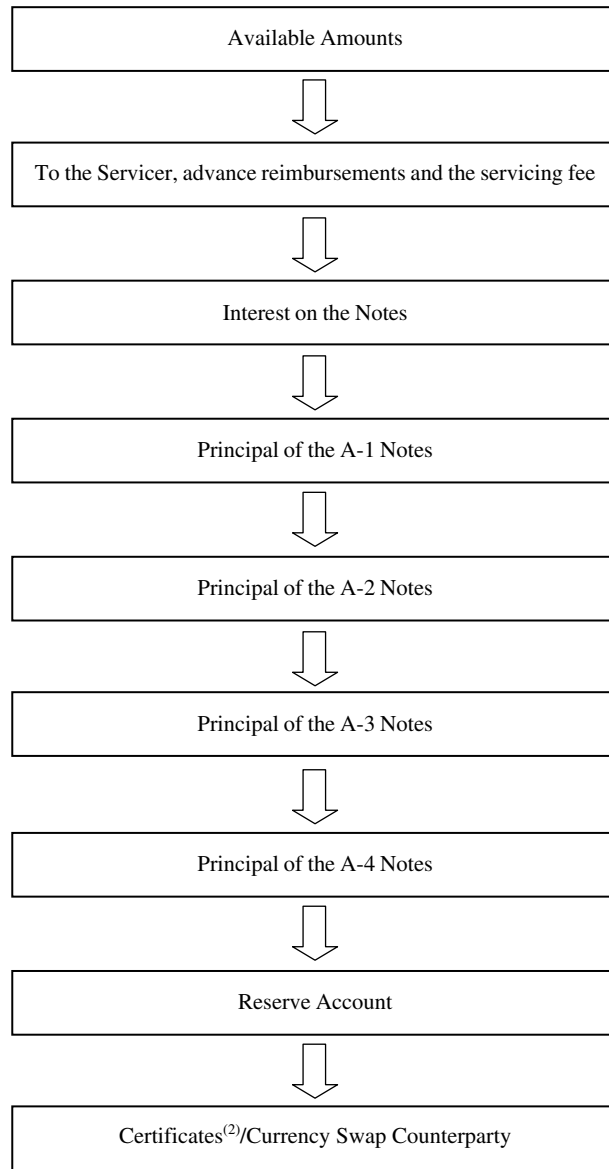 Available Amounts
To the Servicer, advance reimbursements and the servicing fee
Interest on the Notes
Principal of the A-1 Notes
Principal of the A-2 Notes
Principal of the A-3 Notes
Principal of the A-4 Notes
Reserve Account
Certificates(2)/Currency Swap Counterparty